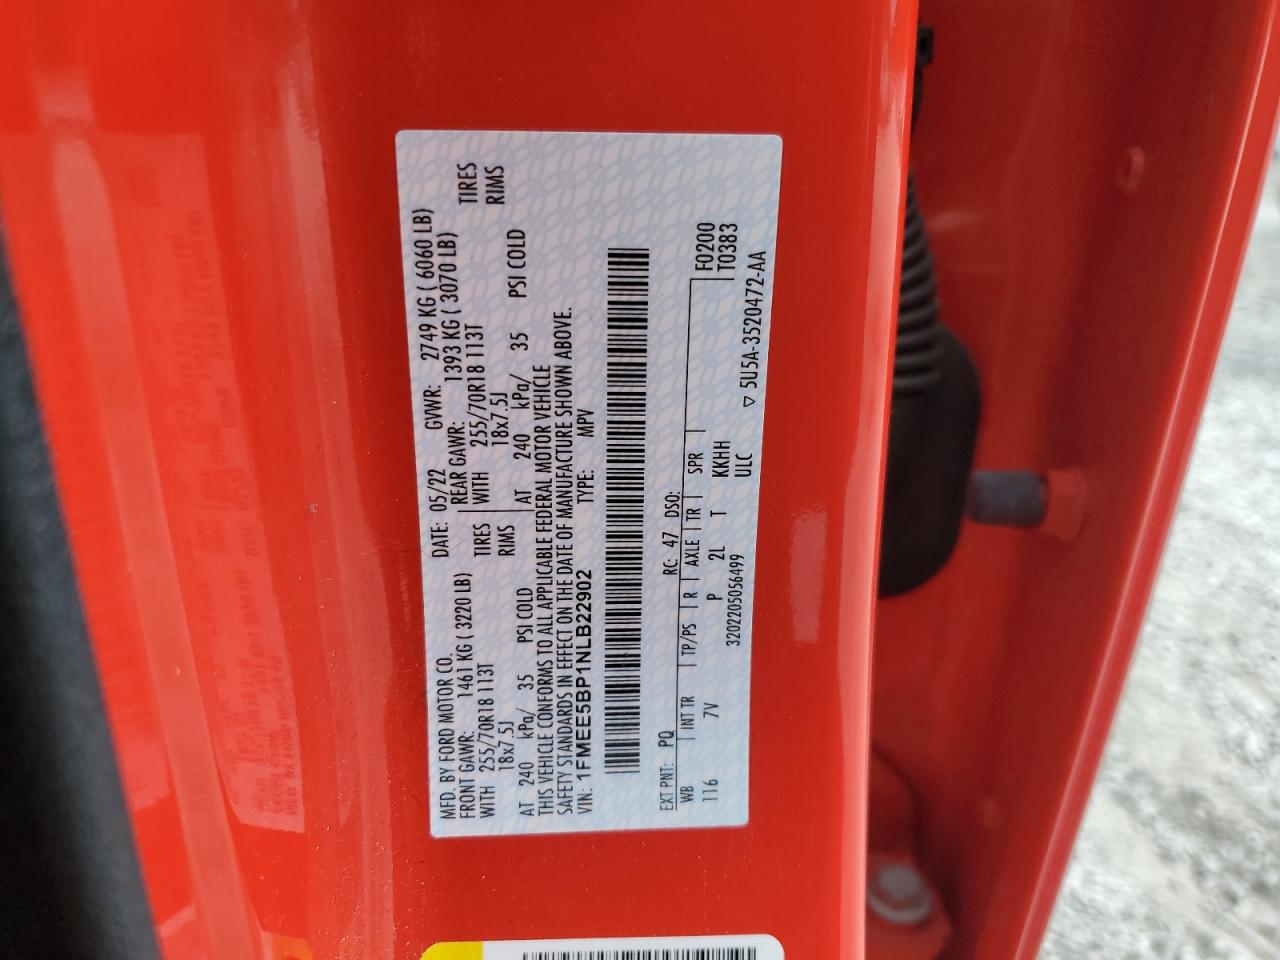 MFD. BY FORD MOTOR CO. DATE: 05/22 GVWR: 2749 KG ( 6060 LB)
FRONT GAWR: 1461 KG ( 3220 LB) REAR GAWR: 1393 KG ( 3070 LB)
WITH 255/70R18 113T TIRES WITH 255/70R18 113T TIRES
18x7.5J RIMS 18x7.5J RIMS
AT 240 kPa/ 35 PSI COLD AT 240 kPa/ 35 PSI COLD
THIS VEHICLE CONFORMS TO ALL APPLICABLE FEDERAL MOTOR VEHICLE
SAFETY STANDARDS IN EFFECT ON THE DATE OF MANUFACTURE SHOWN ABOVE.
VIN: 1FMEE5BP1NLB22902 TYPE: MPV
EXT PNT: PQ RC: 47 DSO:
WB INT TR TP/PS R AXLE TR SPR F0200
116 7V P 2L T KKHH T0383
3202205056499 ULC
▽ 5U5A-3520472-AA